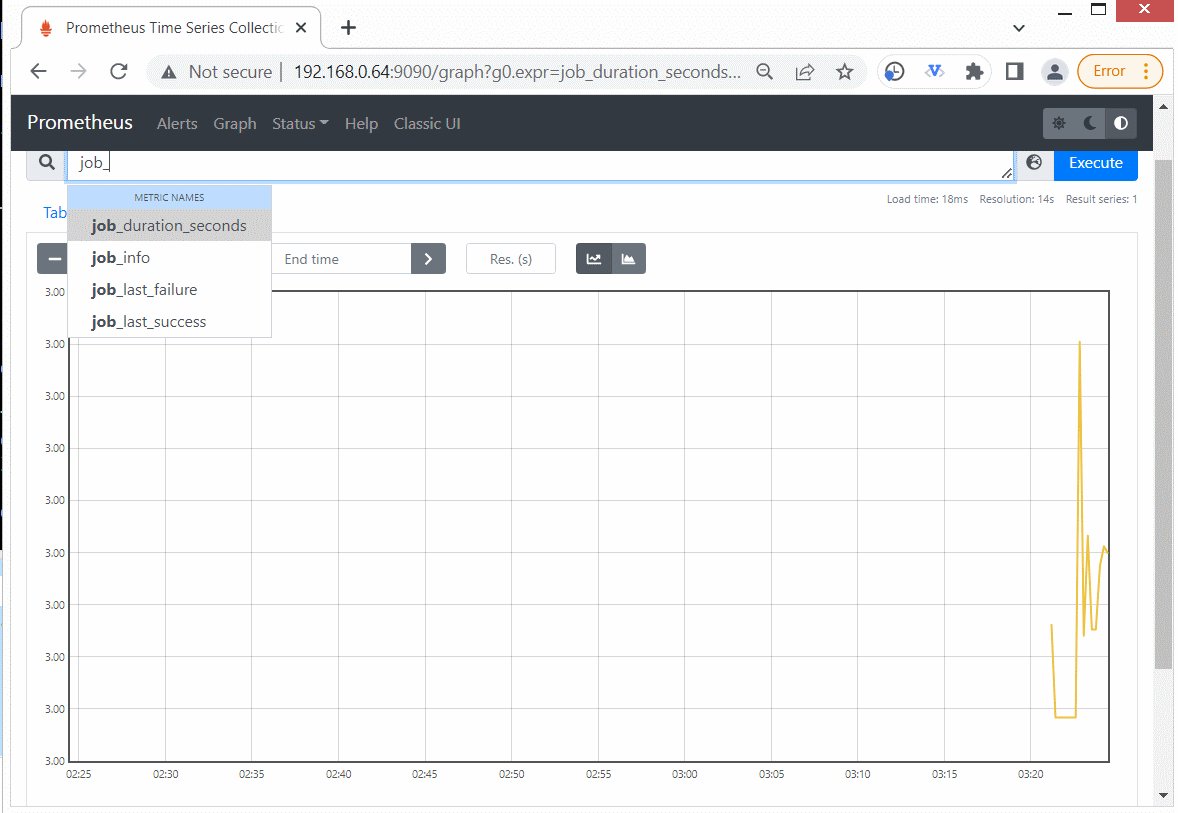 Prometheus Time Series Collectio
Not secure 192.168.0.64:9090/graph?g0.expr=job_duration_seconds... Error
Prometheus Alerts Graph Status Help Classic UI
job_ Execute
Load time: 18ms Resolution: 14s Result series: 1
METRIC NAMES
Tab
job_duration_seconds
job_info
job_last_failure
job_last_success
End time Res. (s)
3.00
3.00
3.00
3.00
3.00
3.00
3.00
3.00
3.00
3.00
02:25 02:30 02:35 02:40 02:45 02:50 02:55 03:00 03:05 03:10 03:15 03:20